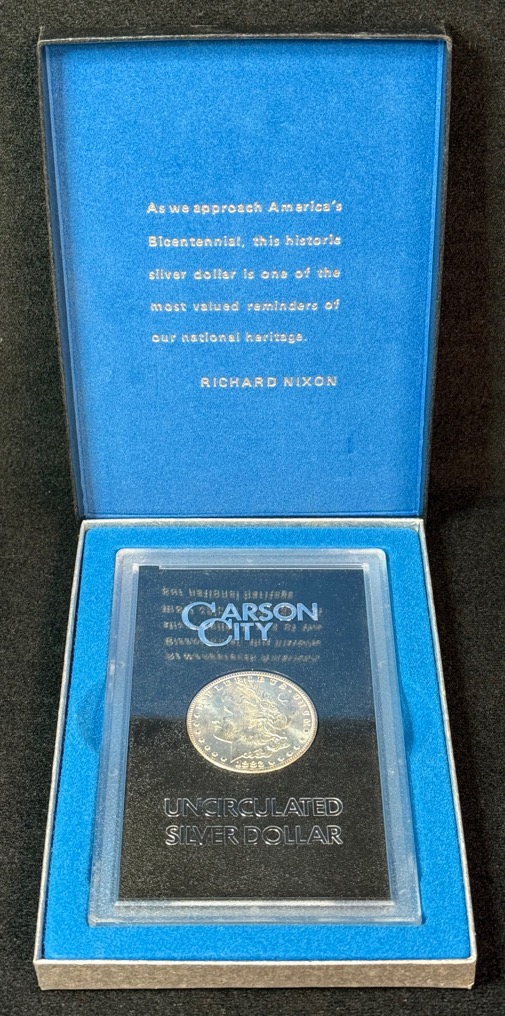 As we approach America's
Bicentennial, this historic
silver dollar is one of the
most valued reminders of
our national heritage.
RICHARD NIXON
CARSON
CITY
UNCIRCULATED
SILVER DOLLAR